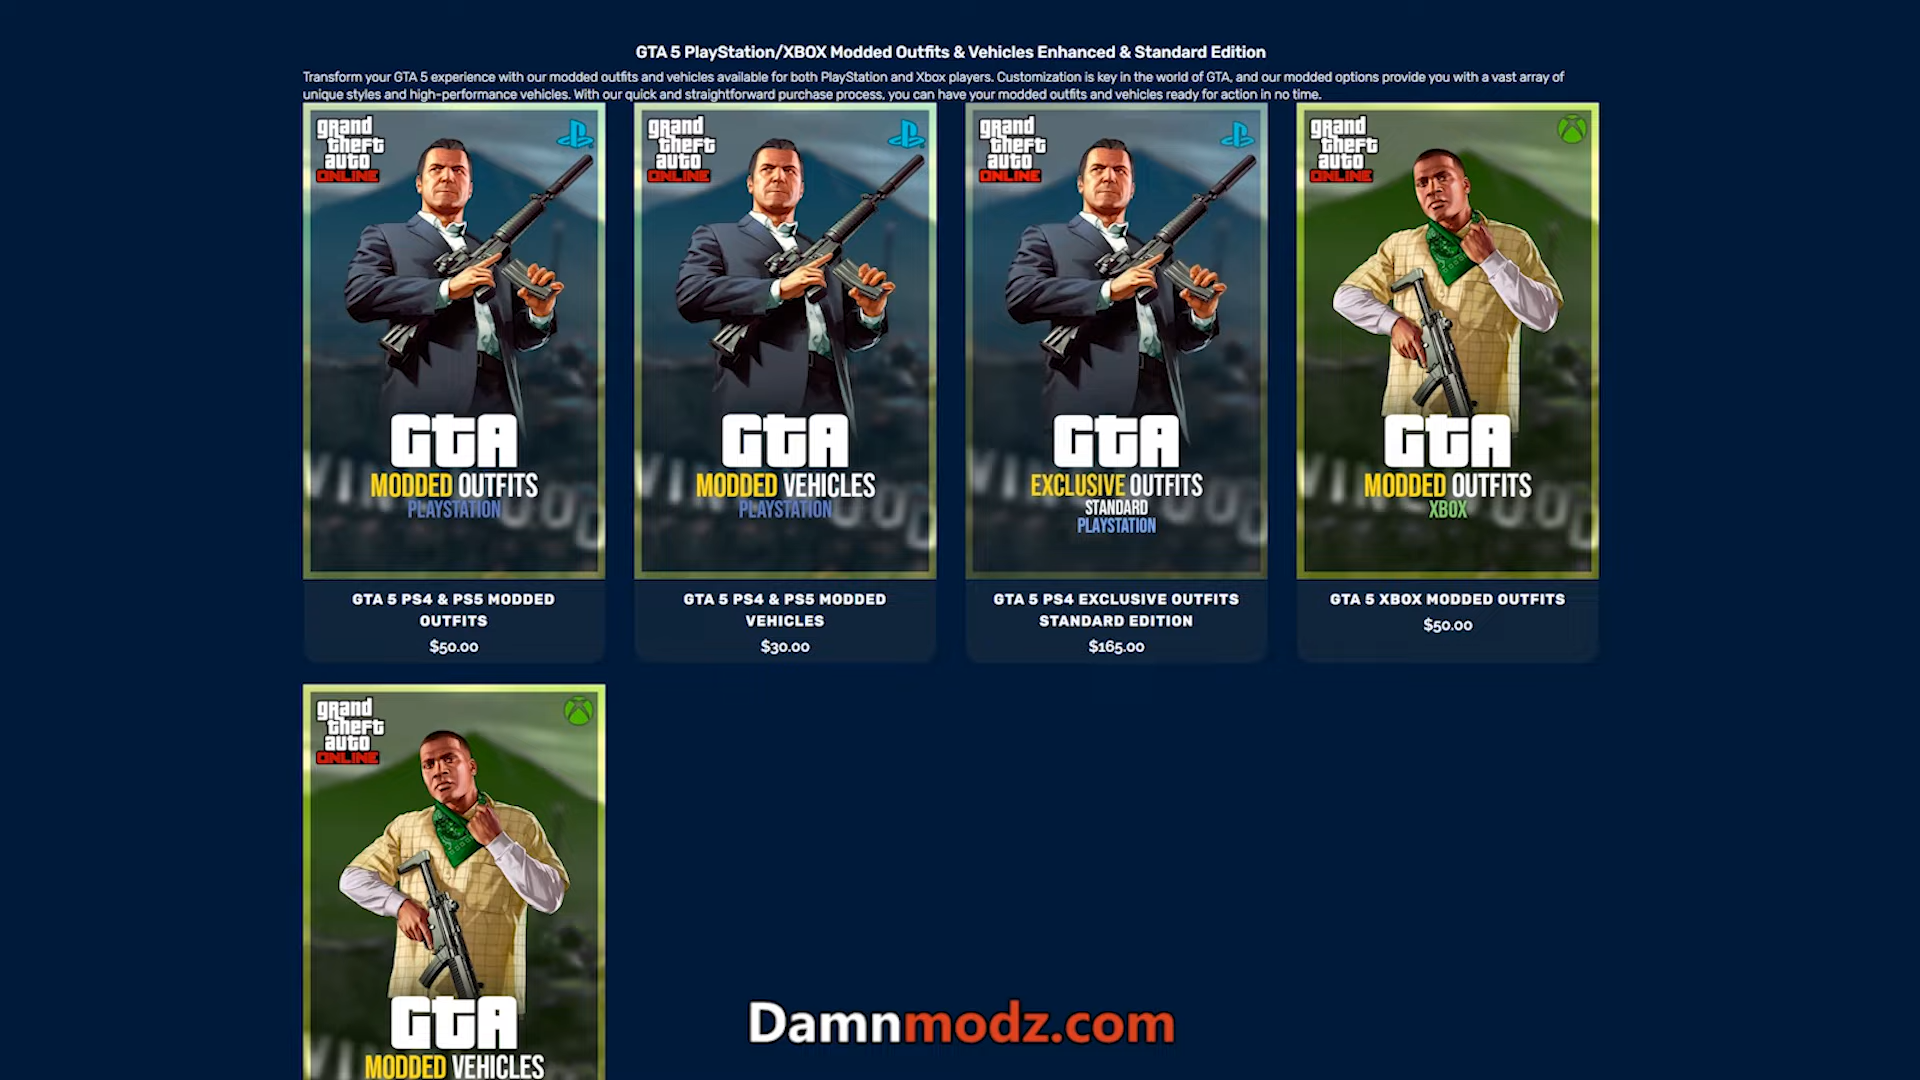 GTA 5 PlayStation/XBOX Modded Outfits & Vehicles Enhanced & Standard Edition
Transform your GTA 5 experience with our modded outfits and vehicles available for both PlayStation and Xbox players. Customization is key in the world of GTA, and our modded options provide you with a vast array of
unique styles and high-performance vehicles. With our quick and straightforward purchase process, you can have your modded outfits and vehicles ready for action in no time.
grand
theft
auto
ONLINE
GTA
MODDED OUTFITS
PLAYSTATION
GTA 5 PS4 & PS5 MODDED
OUTFITS
$50.00
grand
theft
auto
ONLINE
GTA
MODDED VEHICLES
PLAYSTATION
GTA 5 PS4 & PS5 MODDED
VEHICLES
$30.00
grand
theft
auto
ONLINE
GTA
EXCLUSIVE OUTFITS
STANDARD
PLAYSTATION
GTA 5 PS4 EXCLUSIVE OUTFITS
STANDARD EDITION
$165.00
grand
theft
auto
ONLINE
GTA
MODDED OUTFITS
XBOX
GTA 5 XBOX MODDED OUTFITS
$50.00
grand
theft
auto
ONLINE
GTA
MODDED VEHICLES
Damnmodz.com